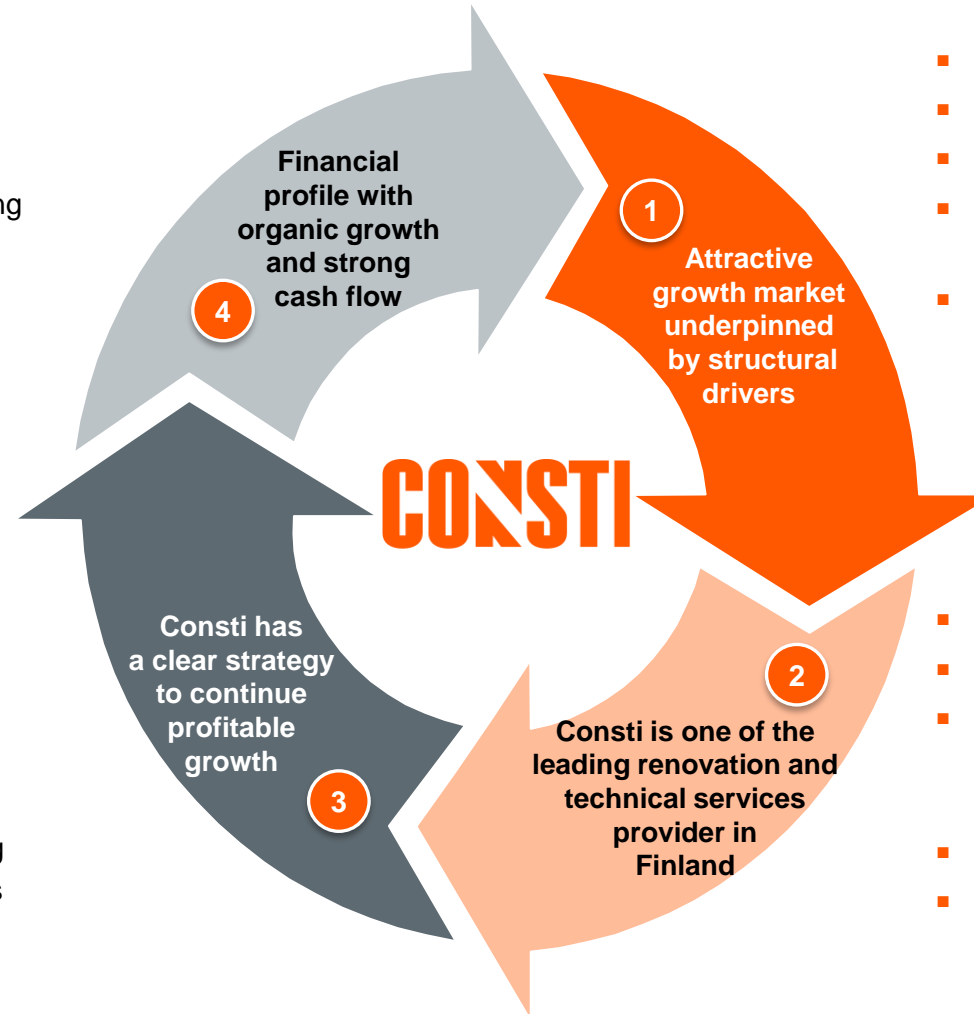 Financial
profile with
organic growth
and strong
cash flow
4
1
Attractive
growth market
underpinned
by structural
drivers
CONSTI
Consti has
a clear strategy
to continue
profitable
growth
3
2
Consti is one of the
leading renovation and
technical services
provider in
Finland